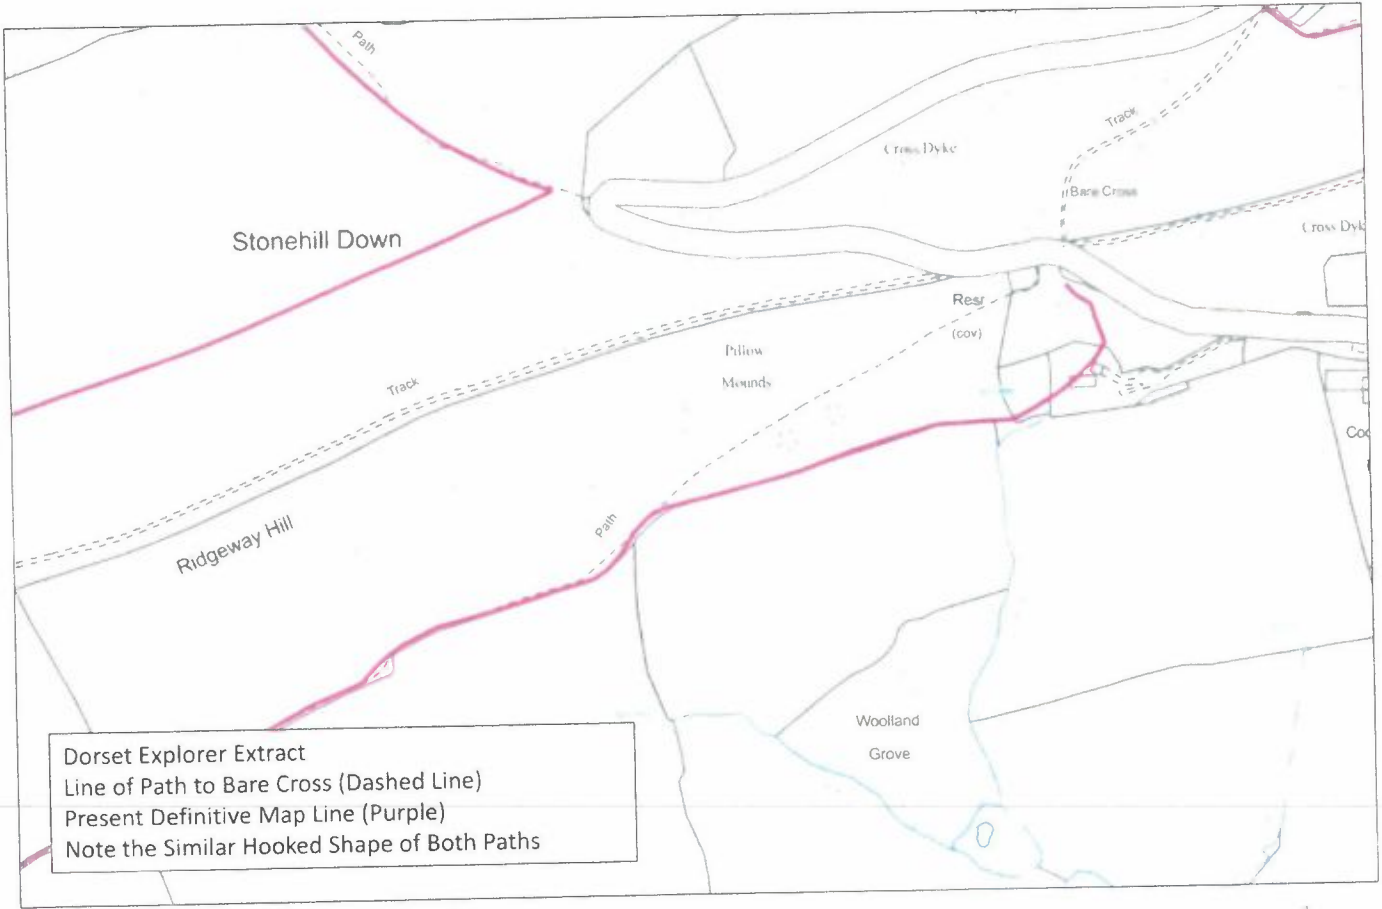 Path
Track
Cross Dyke
Bare Cross
Cross Dyk
Stonehill Down
Resr
(cov)
Pillow
Mounds
Track
Coo
Ridgeway Hill
Path
Woolland
Grove
Dorset Explorer Extract
Line of Path to Bare Cross (Dashed Line)
Present Definitive Map Line (Purple)
Note the Similar Hooked Shape of Both Paths